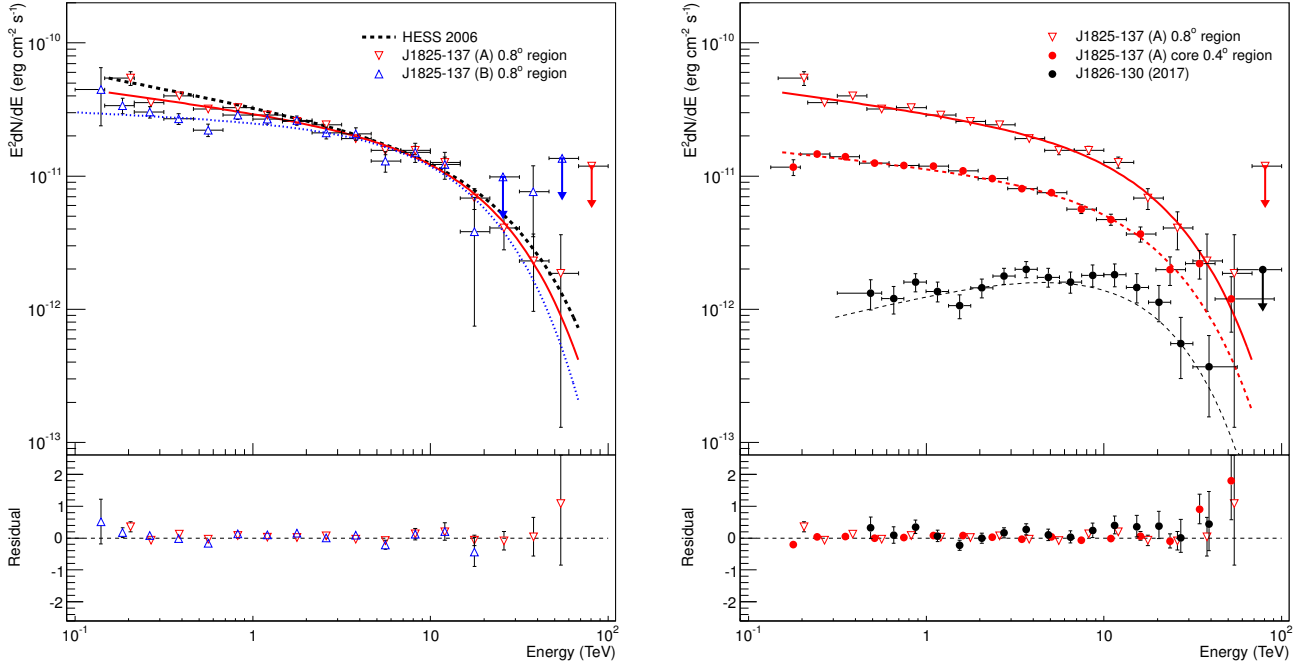 E²dN/dE (erg cm⁻² s⁻¹)
10⁻¹⁰
10⁻¹¹
10⁻¹²
10⁻¹³
HESS 2006
J1825-137 (A) 0.8° region
J1825-137 (B) 0.8° region
Residual
2
1
0
-1
-2
10⁻¹ 1 10 10²
Energy (TeV)
E²dN/dE (erg cm⁻² s⁻¹)
10⁻¹⁰
10⁻¹¹
10⁻¹²
10⁻¹³
J1825-137 (A) 0.8° region
J1825-137 (A) core 0.4° region
J1826-130 (2017)
Residual
2
1
0
-1
-2
10⁻¹ 1 10 10²
Energy (TeV)